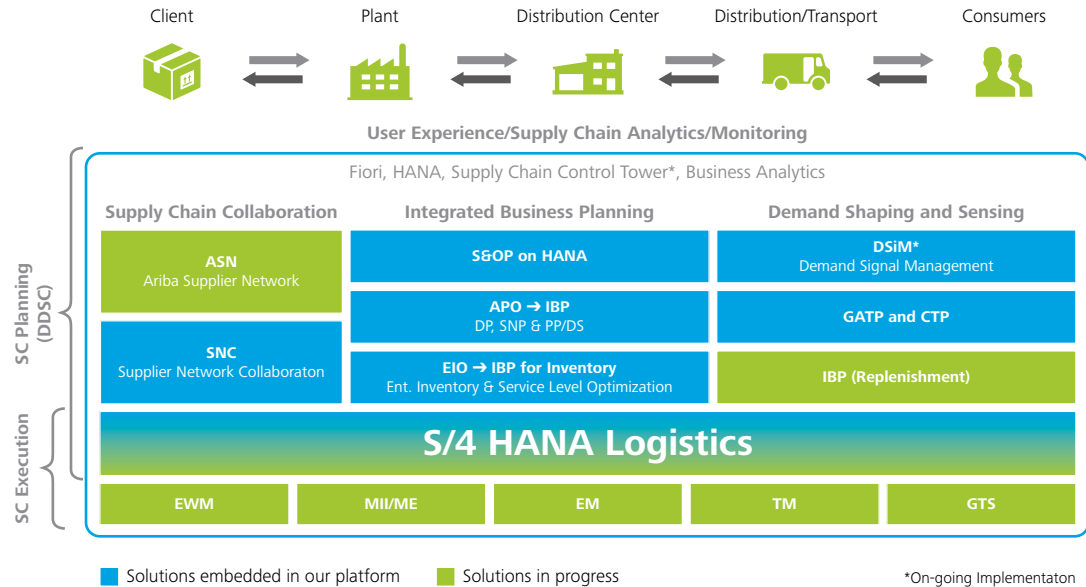 Client
Plant
Distribution Center
Distribution/Transport
Consumers
User Experience/Supply Chain Analytics/Monitoring
Fiori, HANA, Supply Chain Control Tower*, Business Analytics
SC Planning
(DDSC)
Supply Chain Collaboration
Integrated Business Planning
Demand Shaping and Sensing
ASN
Ariba Supplier Network
SNC
Supplier Network Collaboraton
S&OP on HANA
APO → IBP
DP, SNP & PP/DS
EIO → IBP for Inventory
Ent. Inventory & Service Level Optimization
DSiM*
Demand Signal Management
GATP and CTP
IBP (Replenishment)
SC Execution
S/4 HANA Logistics
EWM
MII/ME
EM
TM
GTS
Solutions embedded in our platform
Solutions in progress
*On-going Implementaton